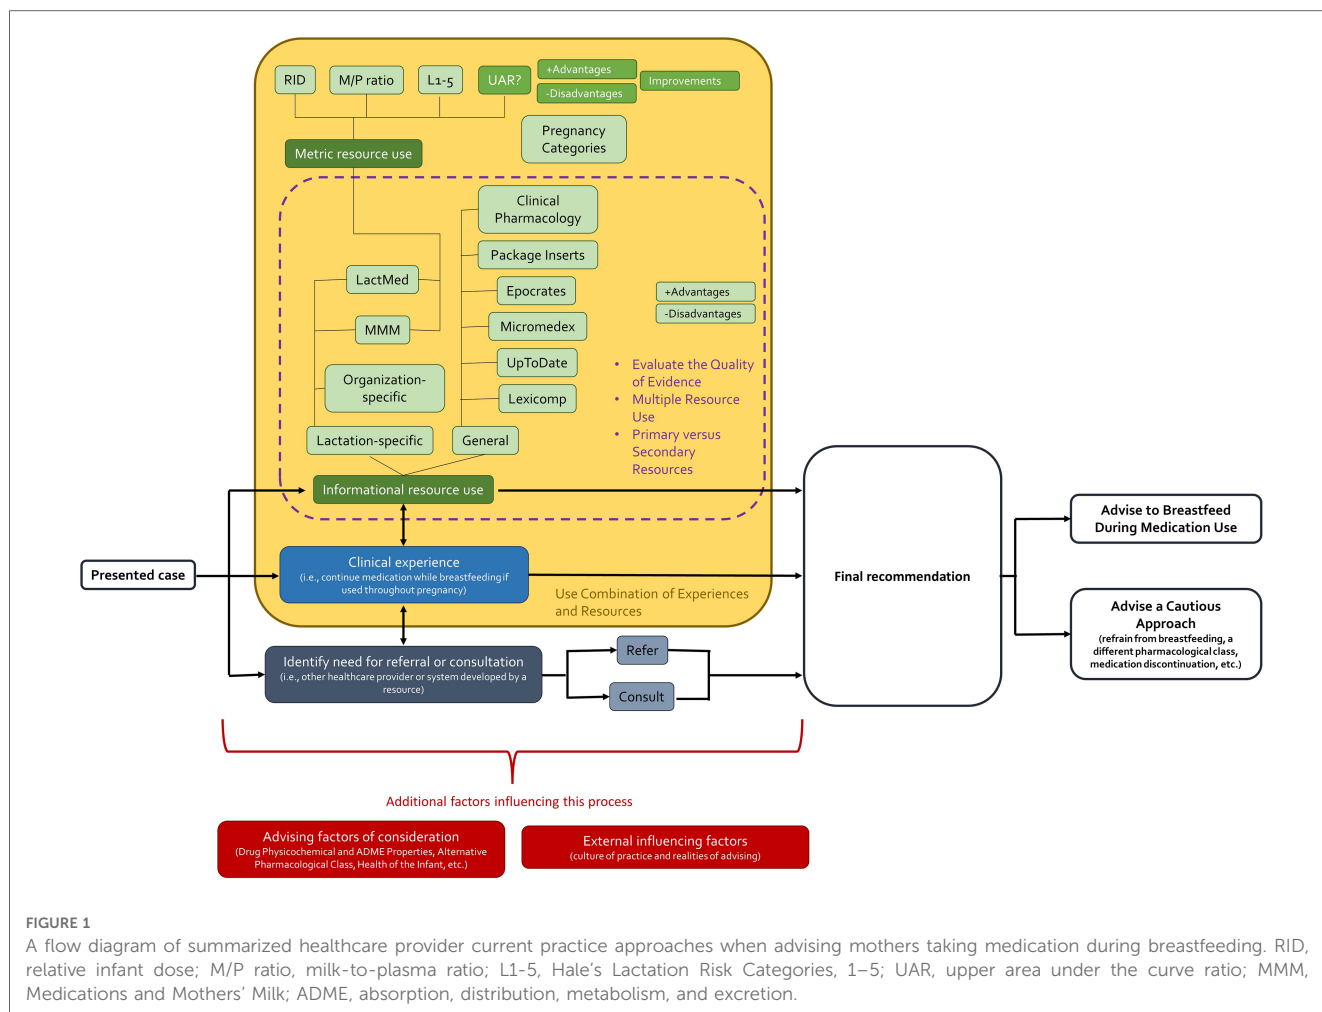 RID
M/P ratio
L1-5
UAR?
+Advantages
-Disadvantages
Improvements
Pregnancy
Categories
Metric resource use
Clinical
Pharmacology
Package Inserts
LactMed
Epocrates
+Advantages
-Disadvantages
MMM
Micromedex
UpToDate
Organization-
specific
Lexicomp
• Evaluate the Quality
of Evidence
• Multiple Resource
Use
• Primary versus
Secondary
Resources
Lactation-specific
General
Informational resource use
Presented case
Clinical experience
(i.e., continue medication while breastfeeding if
used throughout pregnancy)
Use Combination of Experiences
and Resources
Identify need for referral or consultation
(i.e., other healthcare provider or system developed by a
resource)
Refer
Consult
Final recommendation
Advise to Breastfeed
During Medication Use
Advise a Cautious
Approach
(refrain from breastfeeding, a
different pharmacological class,
medication discontinuation, etc.)
Additional factors influencing this process
Advising factors of consideration
(Drug Physicochemical and ADME Properties, Alternative
Pharmacological Class, Health of the Infant, etc.)
External influencing factors
(culture of practice and realities of advising)
FIGURE 1
A flow diagram of summarized healthcare provider current practice approaches when advising mothers taking medication during breastfeeding. RID,
relative infant dose; M/P ratio, milk-to-plasma ratio; L1-5, Hale's Lactation Risk Categories, 1–5; UAR, upper area under the curve ratio; MMM,
Medications and Mothers' Milk; ADME, absorption, distribution, metabolism, and excretion.